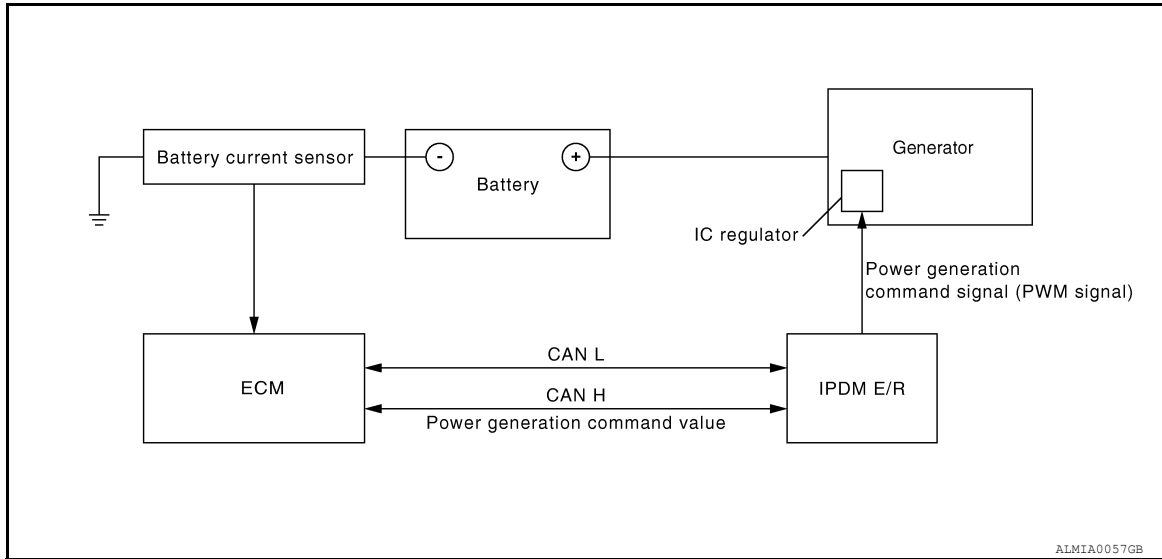 Battery current sensor
-
+
Battery
Generator
IC regulator
Power generation
command signal (PWM signal)
ECM
CAN L
CAN H
Power generation command value
IPDM E/R
ALMIA0057GB